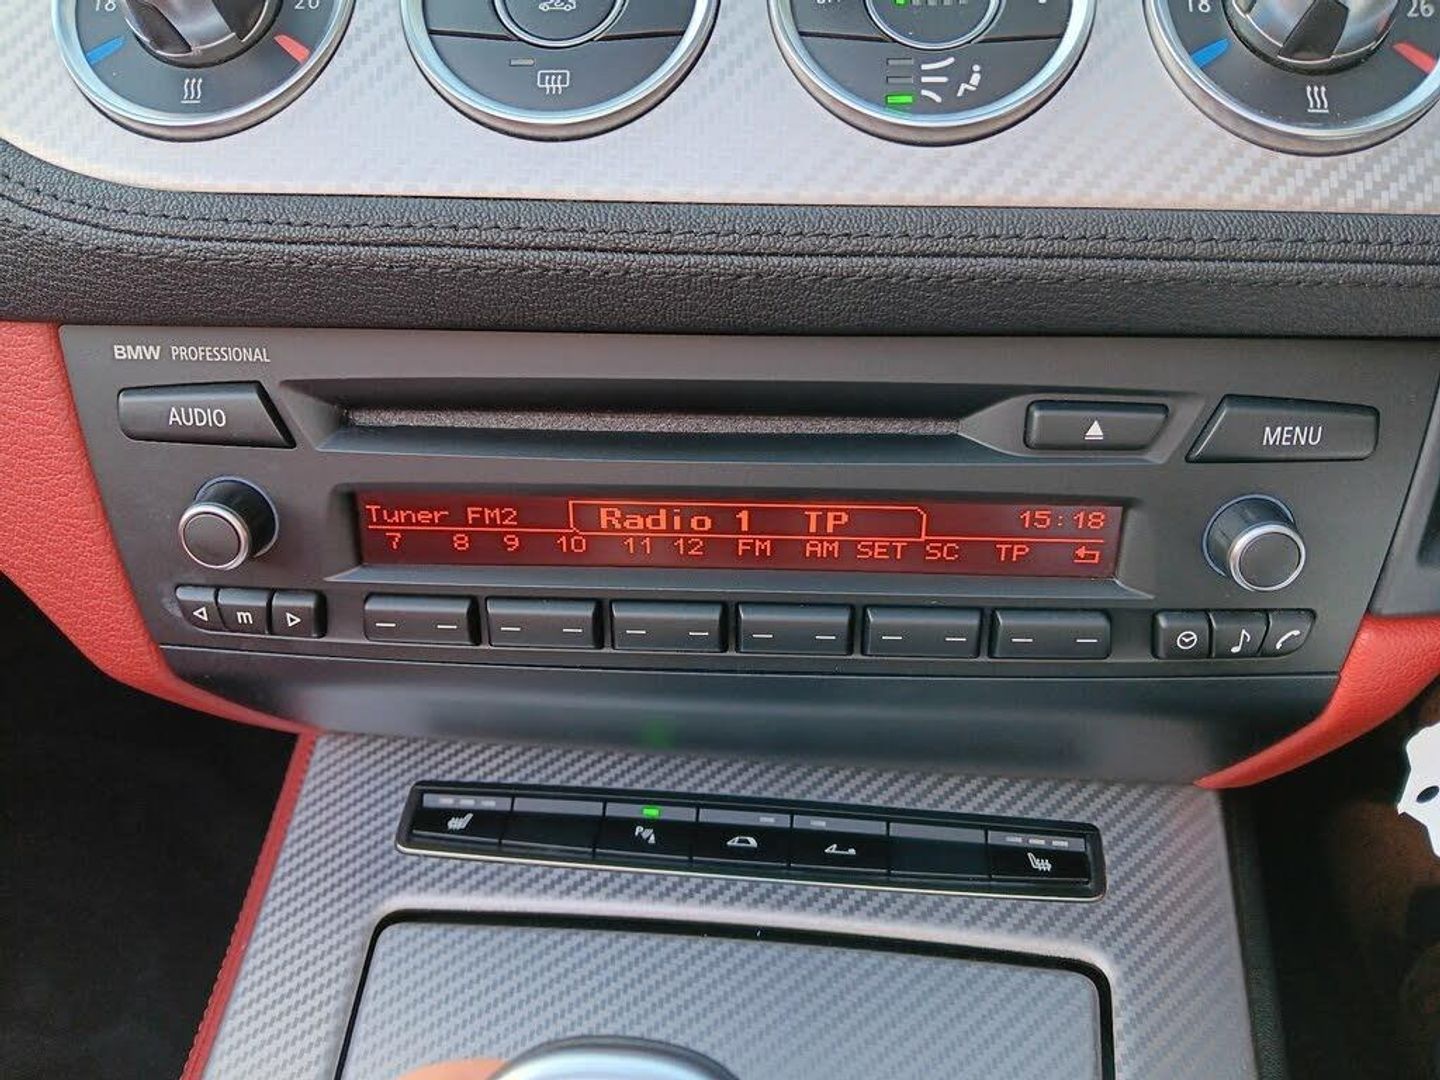 18 20
18 26
BMW PROFESSIONAL
AUDIO
MENU
Tuner FM2 Radio 1 TP 15:18
7 8 9 10 11 12 FM AM SET SC TP
m
P